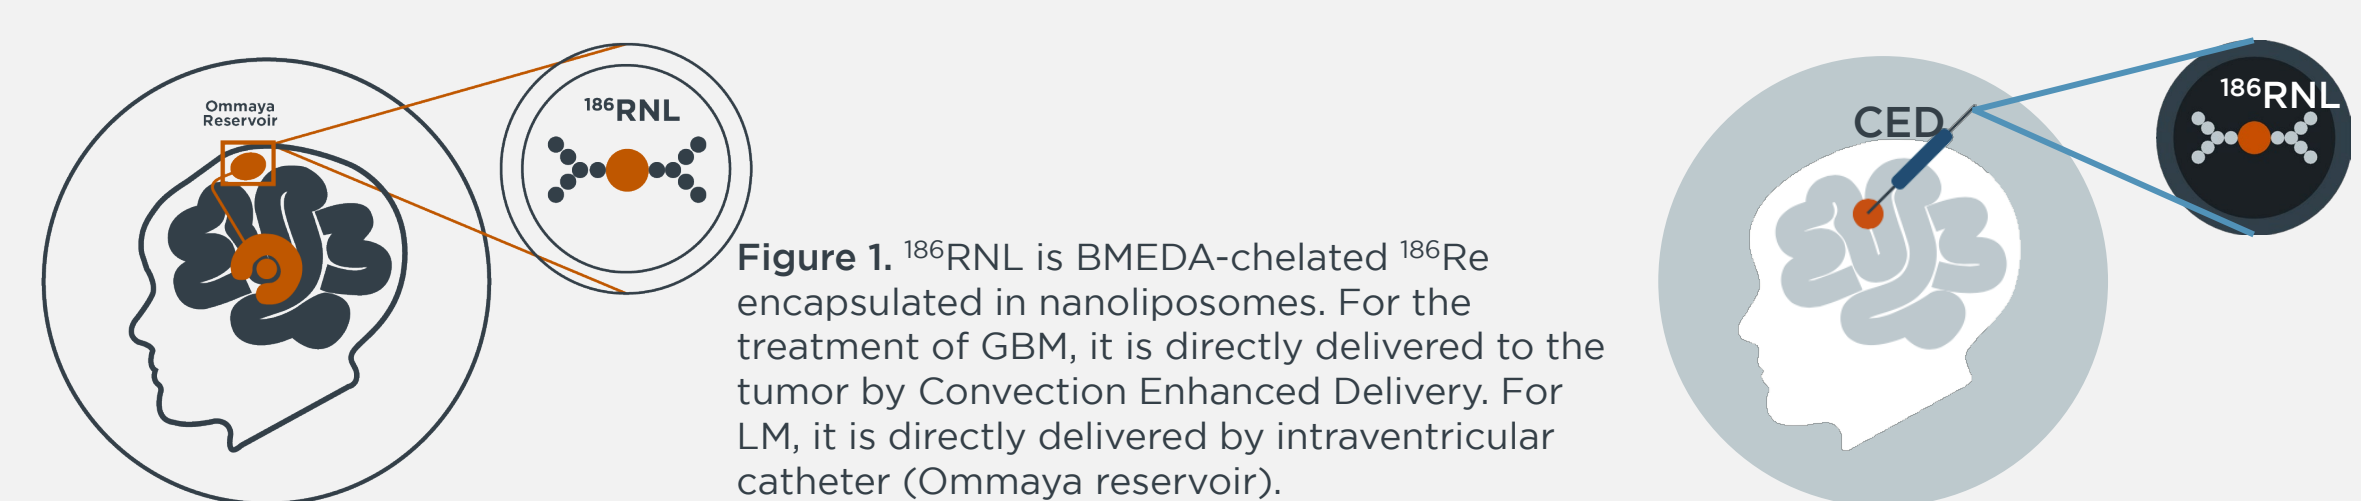 Ommaya
Reservoir
¹⁸⁶RNL
Figure 1. ¹⁸⁶RNL is BMEDA-chelated ¹⁸⁶Re
encapsulated in nanoliposomes. For the
treatment of GBM, it is directly delivered to the
tumor by Convection Enhanced Delivery. For
LM, it is directly delivered by intraventricular
catheter (Ommaya reservoir).
CED
¹⁸⁶RNL